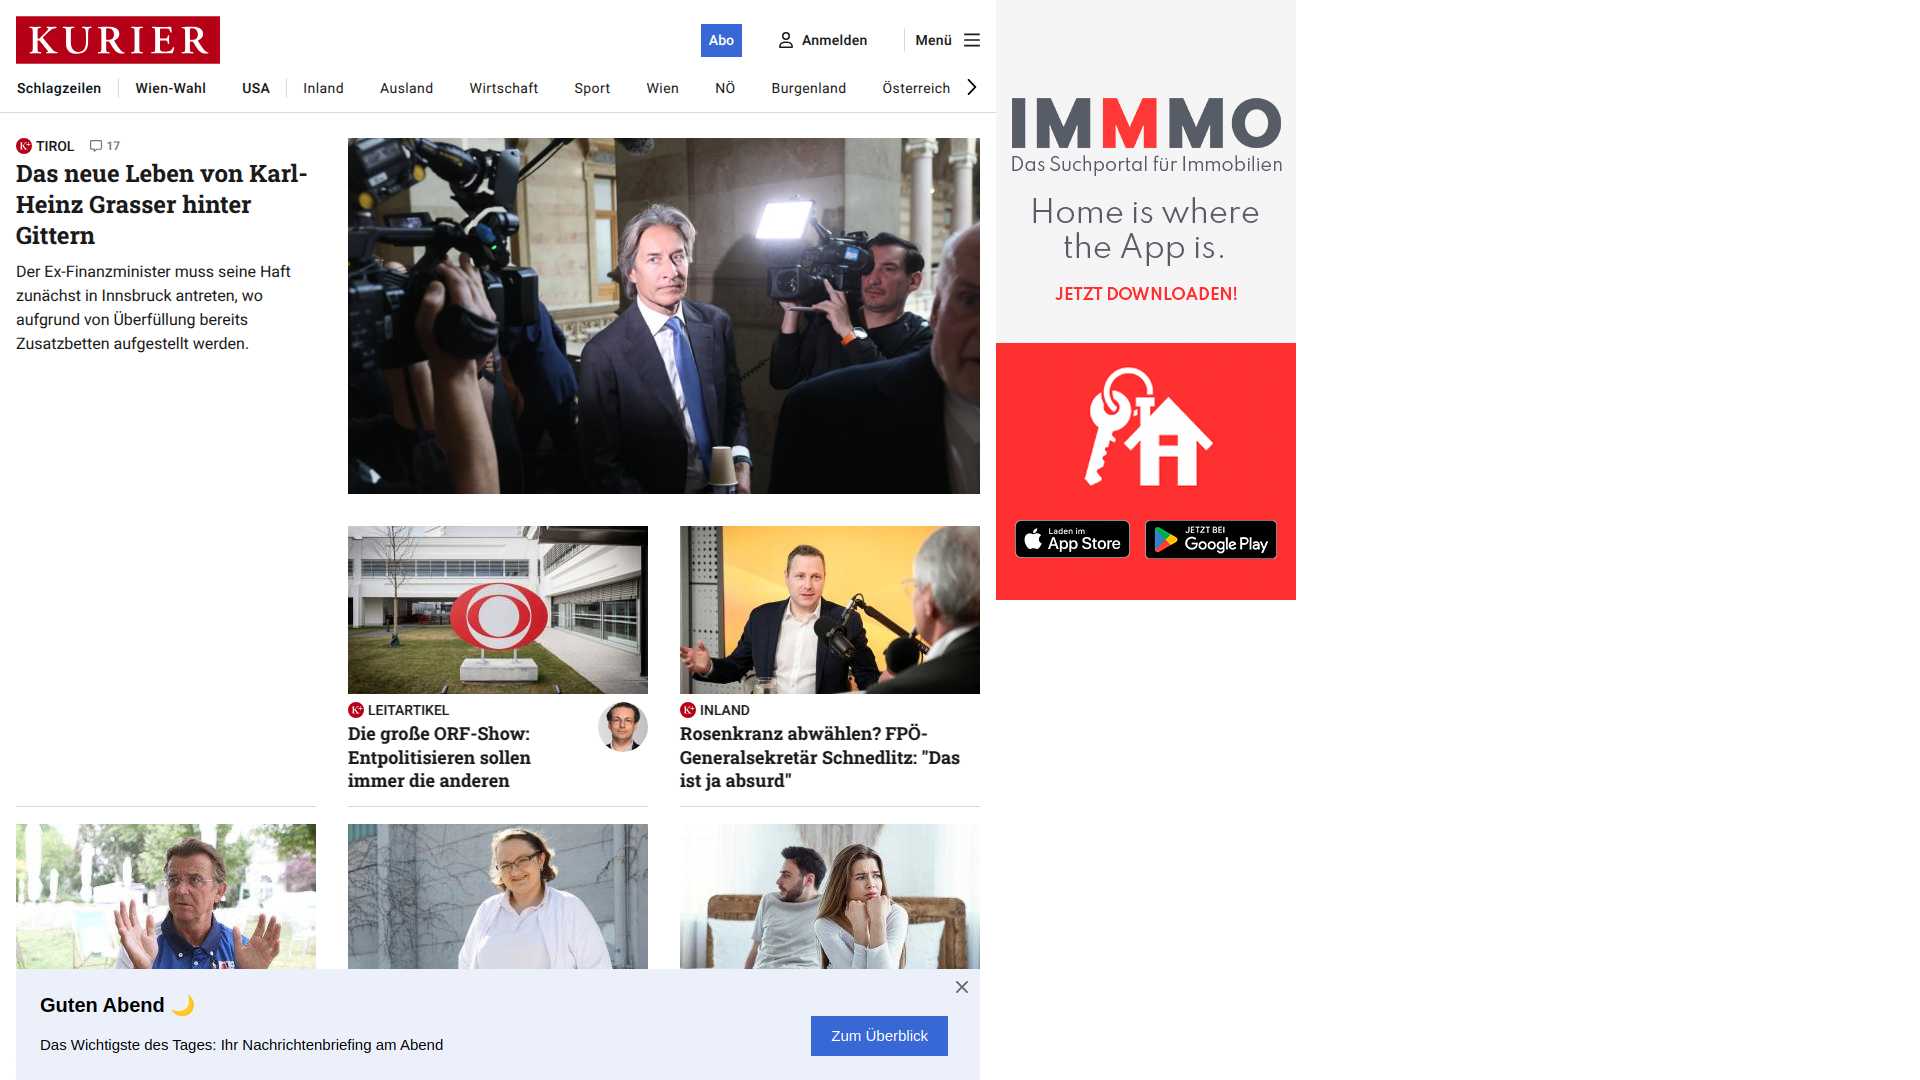 KURIER
Abo
Anmelden
Menü
Schlagzeilen
Wien-Wahl
USA
Inland
Ausland
Wirtschaft
Sport
Wien
NÖ
Burgenland
Österreich
TIROL
17
Das neue Leben von Karl-
Heinz Grasser hinter
Gittern
Der Ex-Finanzminister muss seine Haft
zunächst in Innsbruck antreten, wo
aufgrund von Überfüllung bereits
Zusatzbetten aufgestellt werden.
K+ LEITARTIKEL
Die große ORF-Show:
Entpolitisieren sollen
immer die anderen
K+ INLAND
Rosenkranz abwählen? FPÖ-
Generalsekretär Schnedlitz: "Das
ist ja absurd"
IMMMO
Das Suchportal für Immobilien
Home is where
the App is.
JETZT DOWNLOADEN!
Laden im
App Store
JETZT BEI
Google Play
Guten Abend 🌙
Das Wichtigste des Tages: Ihr Nachrichtenbriefing am Abend
Zum Überblick